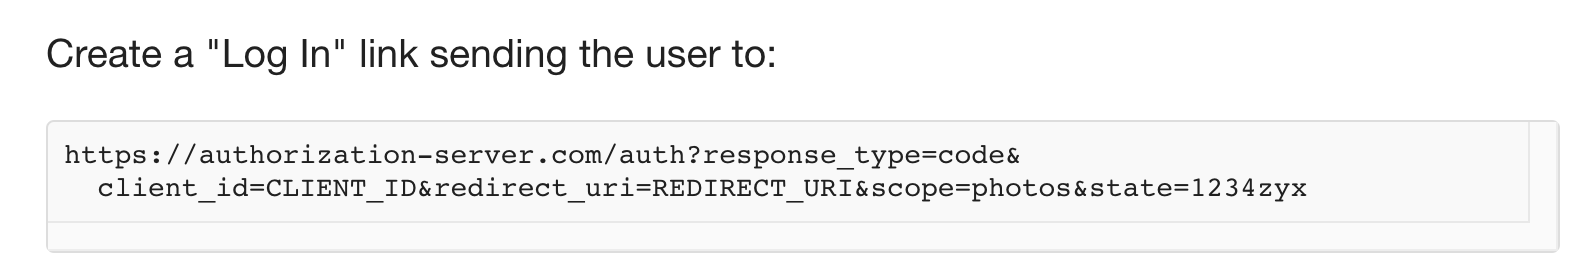 Create a "Log In" link sending the user to:
https://authorization-server.com/auth?response_type=code&
client_id=CLIENT_ID&redirect_uri=REDIRECT_URI&scope=photos&state=1234zyx